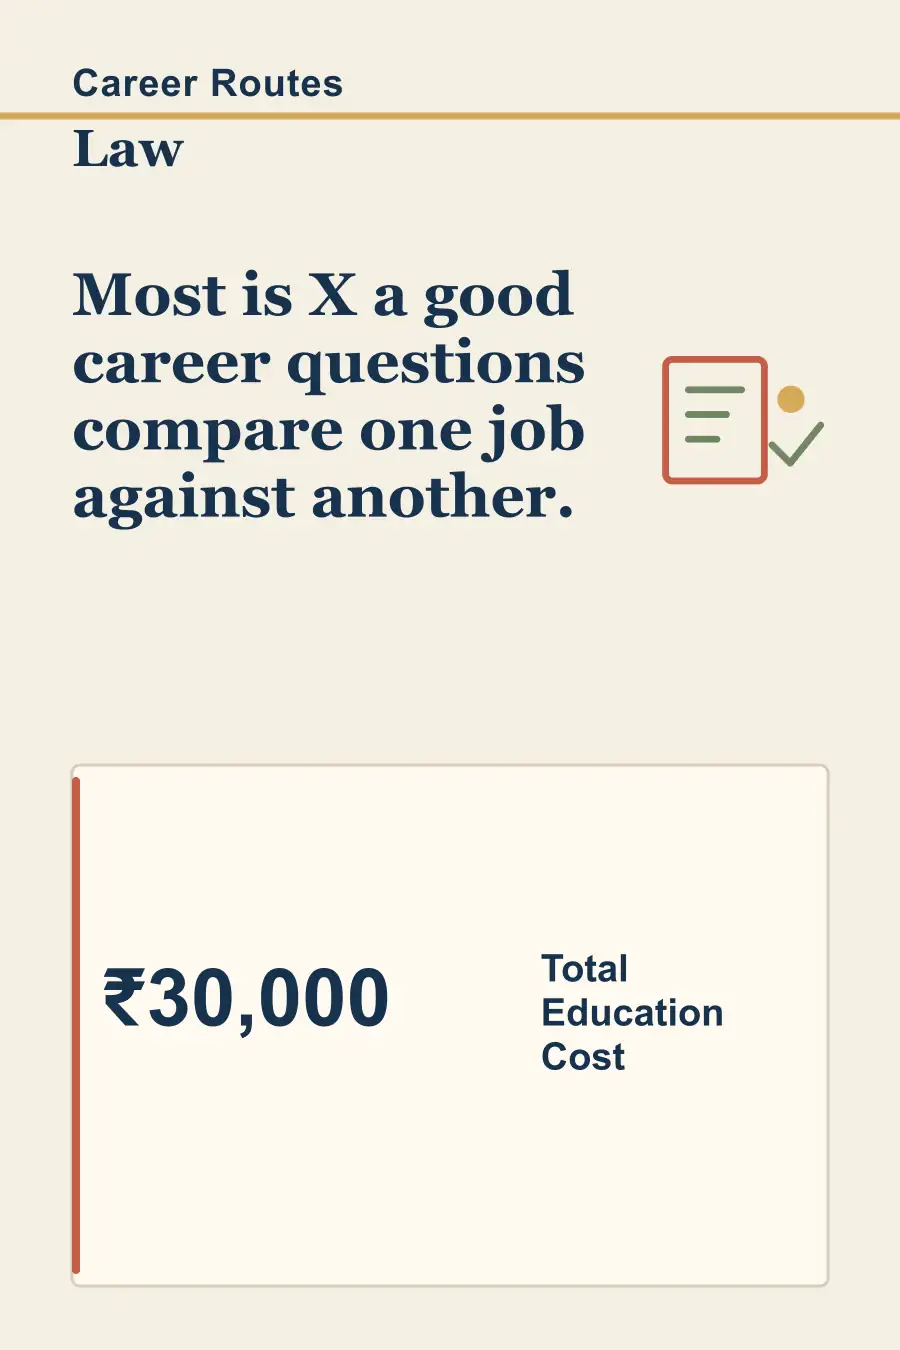 Career Routes
Law
Most is X a good
career questions
compare one job
against another.
₹30,000
Total
Education
Cost